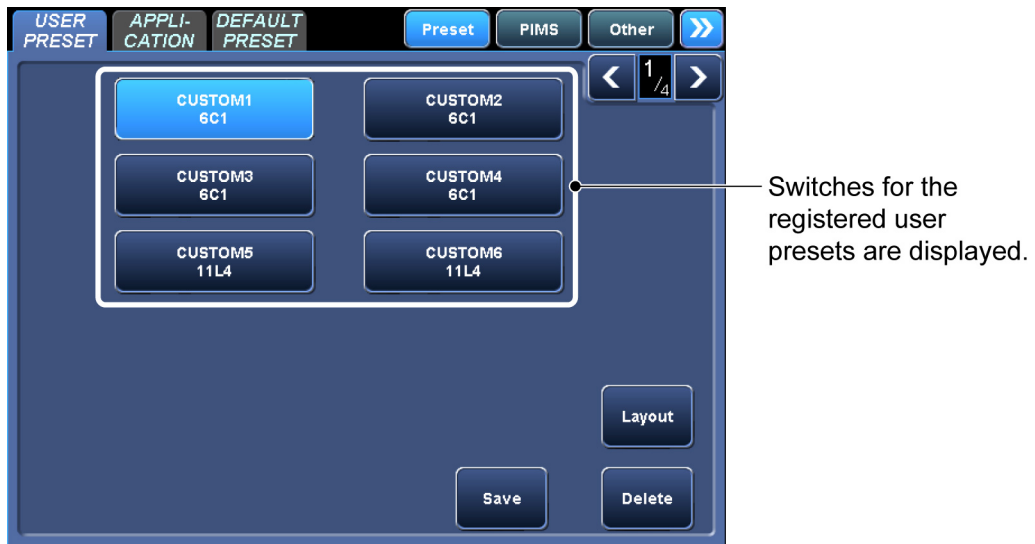 USER PRESET
APPLI- CATION
DEFAULT PRESET
Preset
PIMS
Other
1/4
CUSTOM1
6C1
CUSTOM2
6C1
CUSTOM3
6C1
CUSTOM4
6C1
CUSTOM5
11L4
CUSTOM6
11L4
Switches for the
registered user
presets are displayed.
Layout
Save
Delete